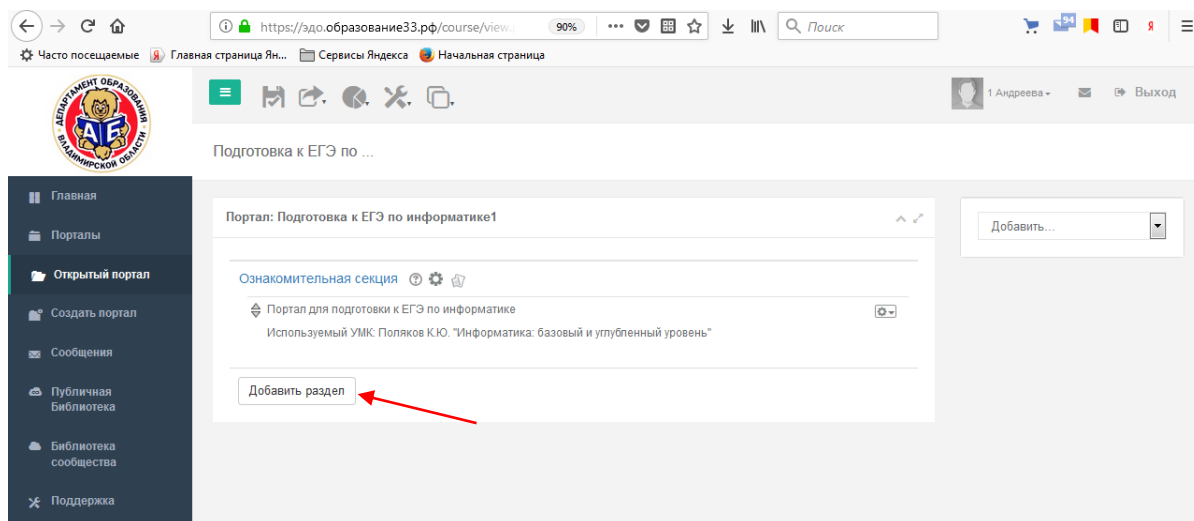 https://эдо.образование33.рф/course/view.
90%
Поиск
94
Я
Часто посещаемые
Я
Главная страница Ян...
Сервисы Яндекса
Начальная страница
ДЕПАРТАМЕНТ ОБРАЗОВАНИЯ
ВЛАДИМИРСКОЙ ОБЛАСТИ
1 Андреева
Выход
Подготовка к ЕГЭ по ...
Главная
Порталы
Открытый портал
Создать портал
Сообщения
Публичная
Библиотека
Библиотека
сообщества
Поддержка
Портал: Подготовка к ЕГЭ по информатике1
Ознакомительная секция
Портал для подготовки к ЕГЭ по информатике
Используемый УМК: Поляков К.Ю. "Информатика: базовый и углубленный уровень"
Добавить раздел
Добавить...